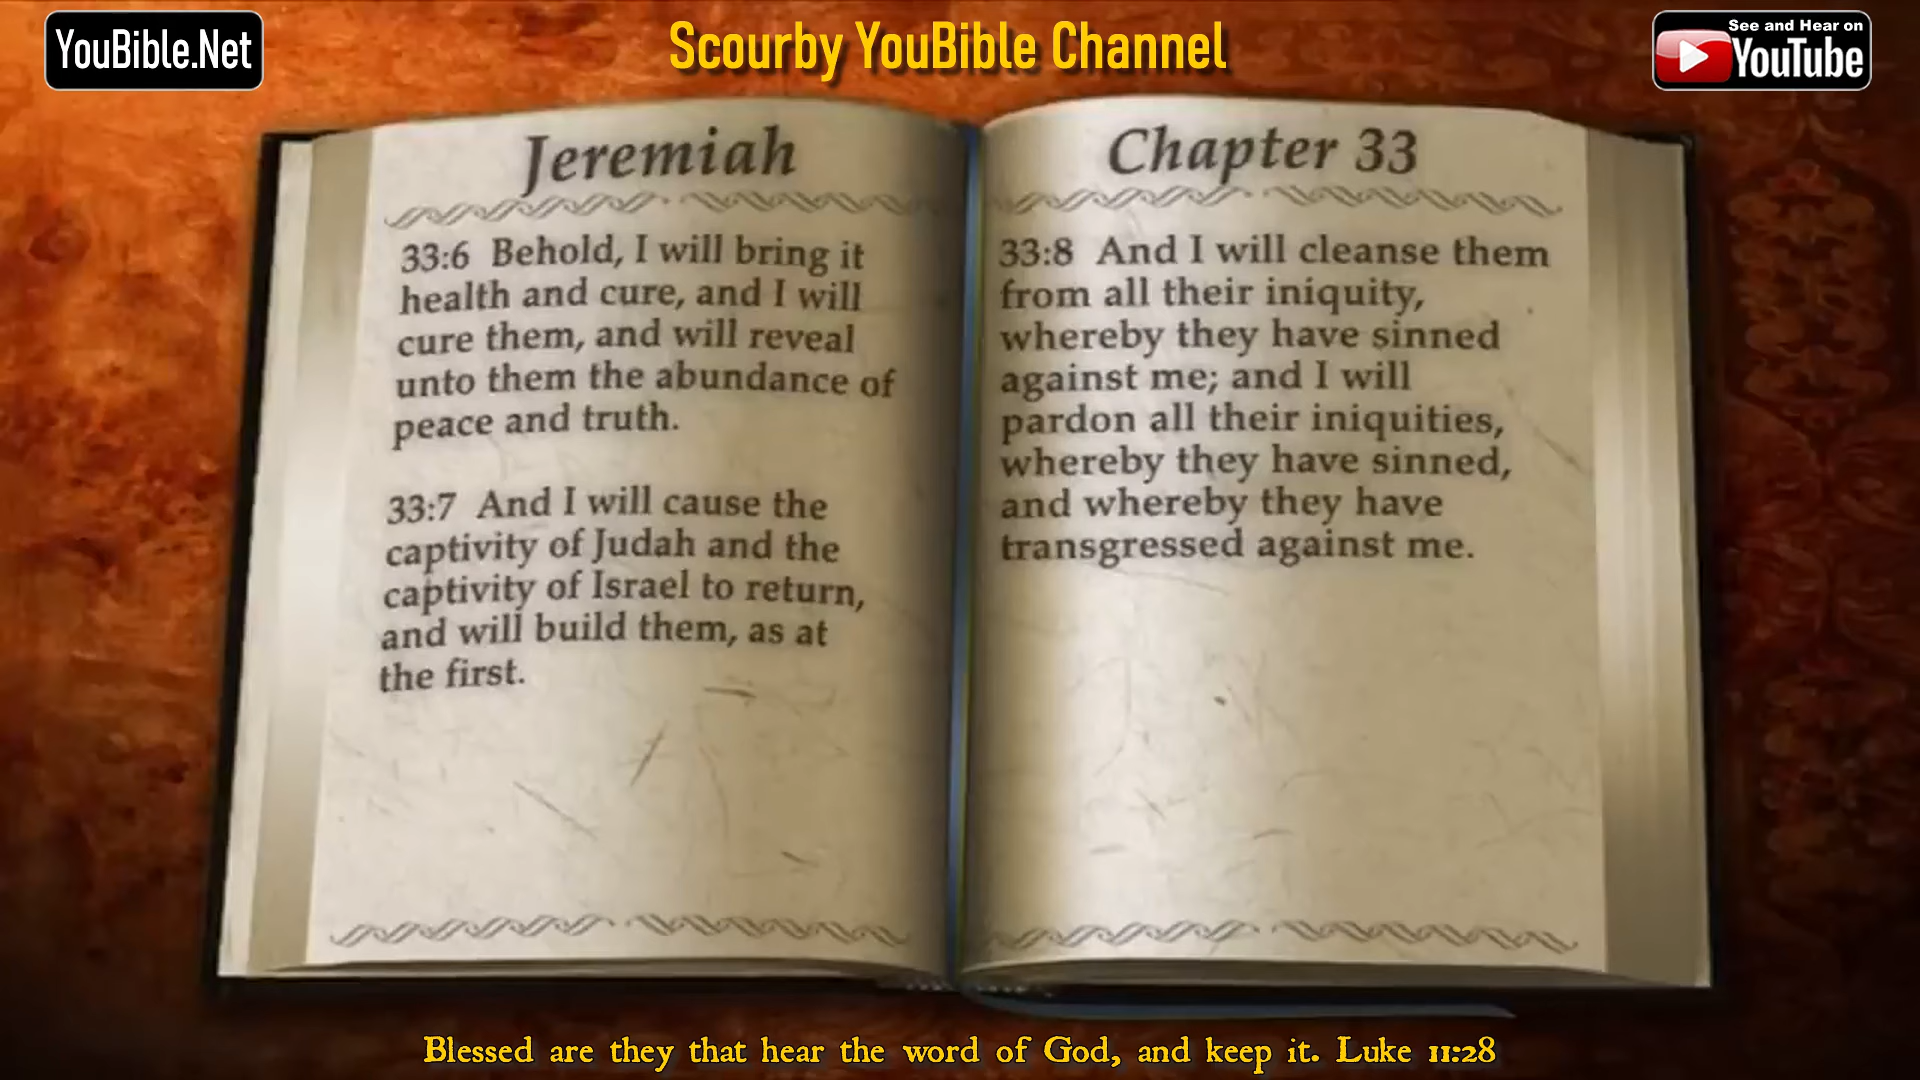 YouBible.Net
Scourby YouBible Channel
See and Hear on
YouTube
Jeremiah
33:6 Behold, I will bring it
health and cure, and I will
cure them, and will reveal
unto them the abundance of
peace and truth.
33:7 And I will cause the
captivity of Judah and the
captivity of Israel to return,
and will build them, as at
the first.
Chapter 33
33:8 And I will cleanse them
from all their iniquity,
whereby they have sinned
against me; and I will
pardon all their iniquities,
whereby they have sinned,
and whereby they have
transgressed against me.
Blessed are they that hear the word of God, and keep it. Luke 11:28